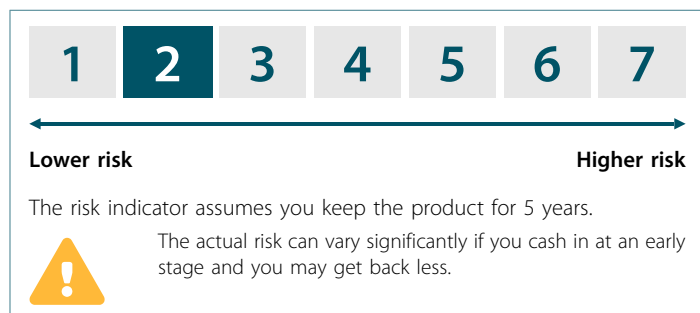 1 2 3 4 5 6 7
Lower risk Higher risk
The risk indicator assumes you keep the product for 5 years.
The actual risk can vary significantly if you cash in at an early
stage and you may get back less.